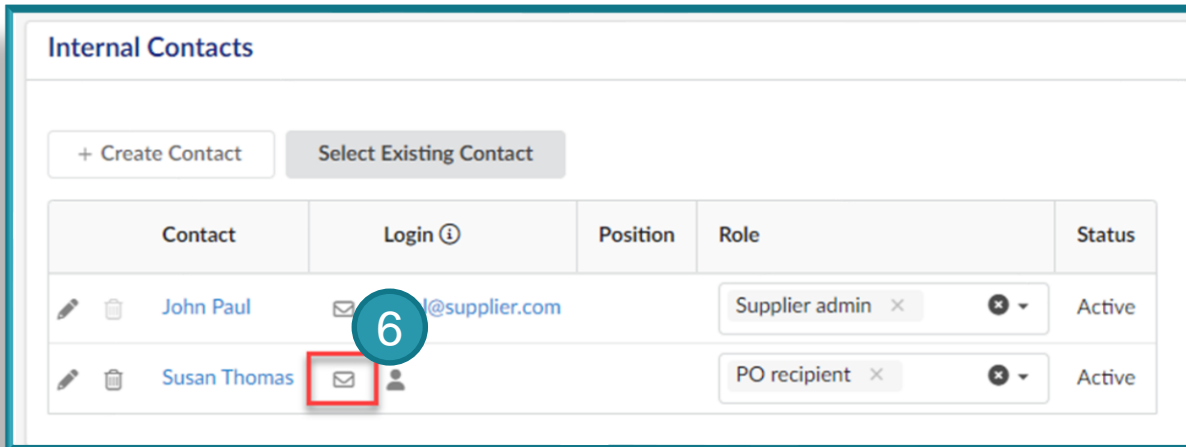 Internal Contacts
+ Create Contact Select Existing Contact
Contact Login Position Role Status
John Paul l@supplier.com Supplier admin × Active
6
Susan Thomas PO recipient × Active